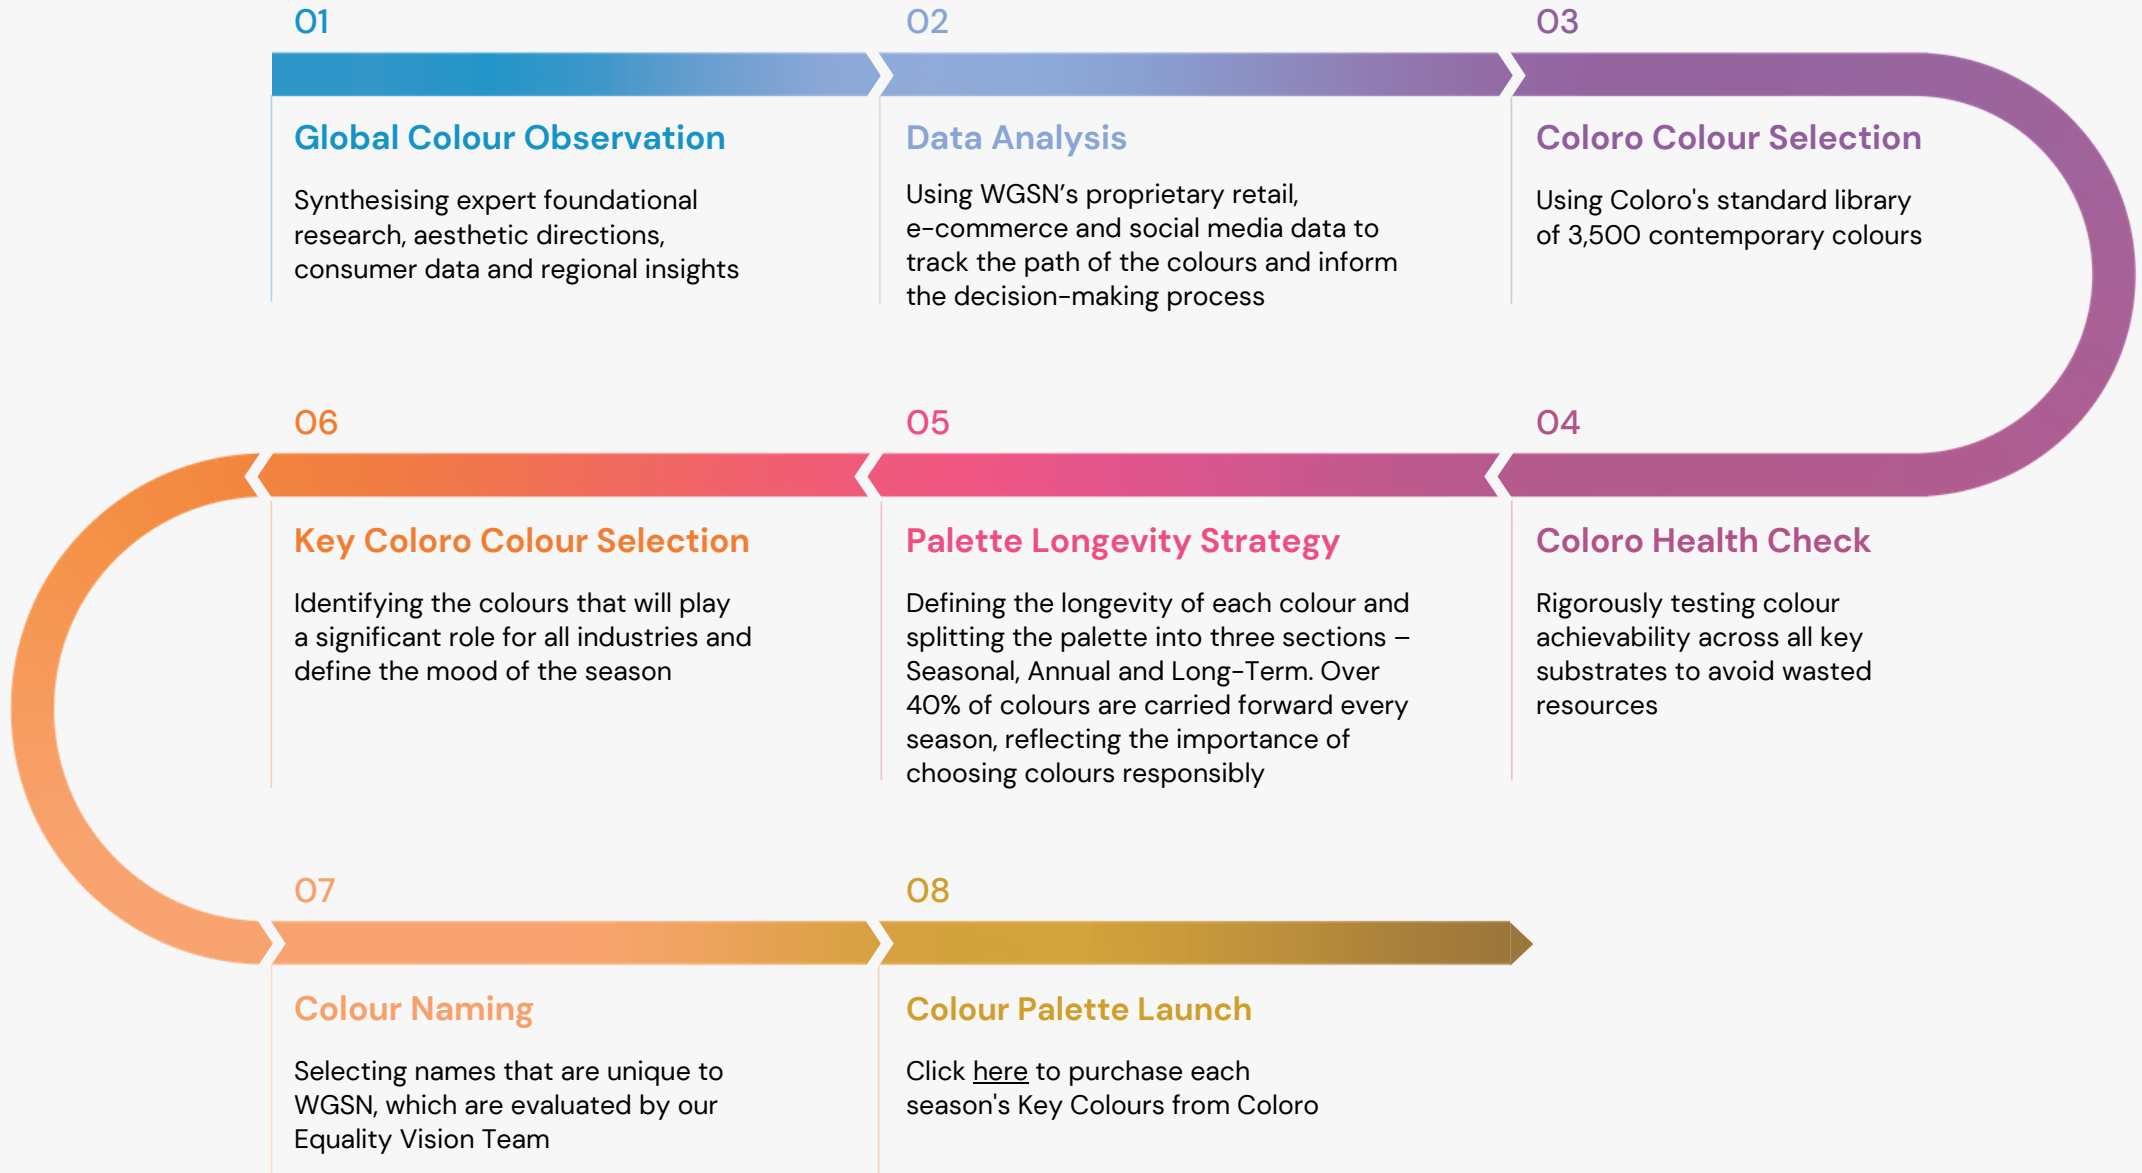 01
Global Colour Observation
Synthesising expert foundational
research, aesthetic directions,
consumer data and regional insights
02
Data Analysis
Using WGSN’s proprietary retail,
e-commerce and social media data to
track the path of the colours and inform
the decision-making process
03
Coloro Colour Selection
Using Coloro's standard library
of 3,500 contemporary colours
04
Coloro Health Check
Rigorously testing colour
achievability across all key
substrates to avoid wasted
resources
05
Palette Longevity Strategy
Defining the longevity of each colour and
splitting the palette into three sections –
Seasonal, Annual and Long-Term. Over
40% of colours are carried forward every
season, reflecting the importance of
choosing colours responsibly
06
Key Coloro Colour Selection
Identifying the colours that will play
a significant role for all industries and
define the mood of the season
07
Colour Naming
Selecting names that are unique to
WGSN, which are evaluated by our
Equality Vision Team
08
Colour Palette Launch
Click here to purchase each
season's Key Colours from Coloro